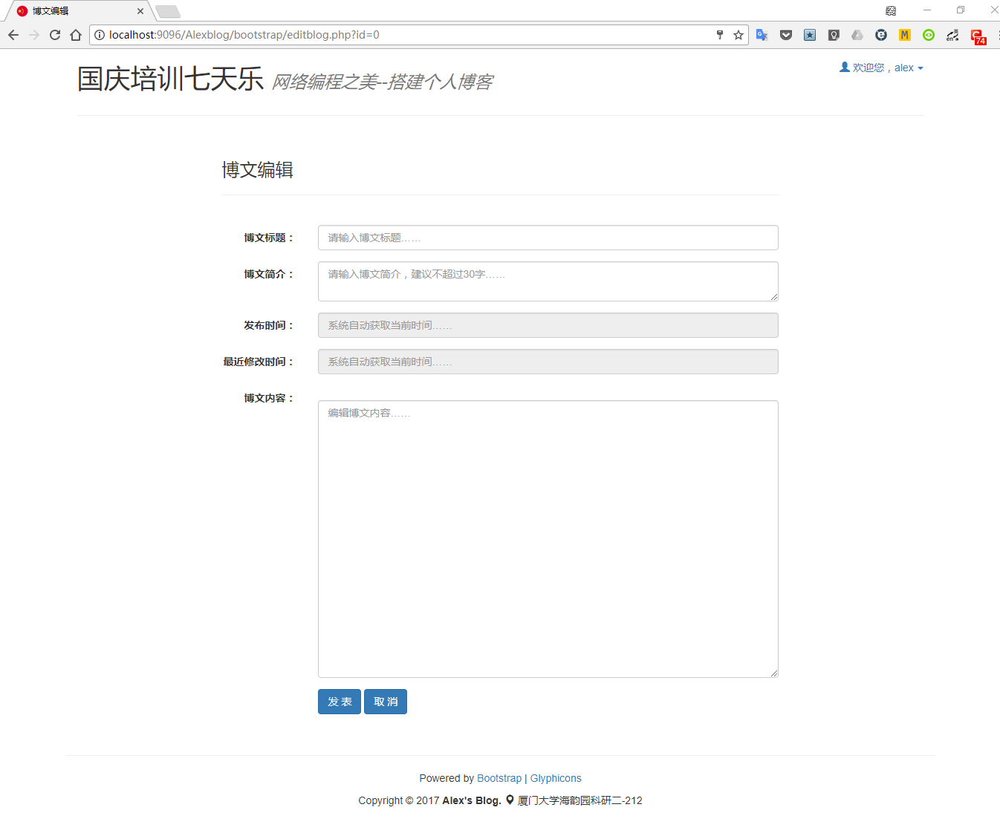 博文编辑
localhost:9096/Alexblog/bootstrap/editblog.php?id=0
M
en
74
国庆培训七天乐 网络编程之美--搭建个人博客
欢迎您，alex
博文编辑
博文标题： 请输入博文标题……
博文简介： 请输入博文简介，建议不超过30字……
发布时间： 系统自动获取当前时间……
最近修改时间： 系统自动获取当前时间……
博文内容： 编辑博文内容……
发 表 取 消
Powered by Bootstrap | Glyphicons
Copyright © 2017 Alex's Blog. 厦门大学海韵园科研二-212